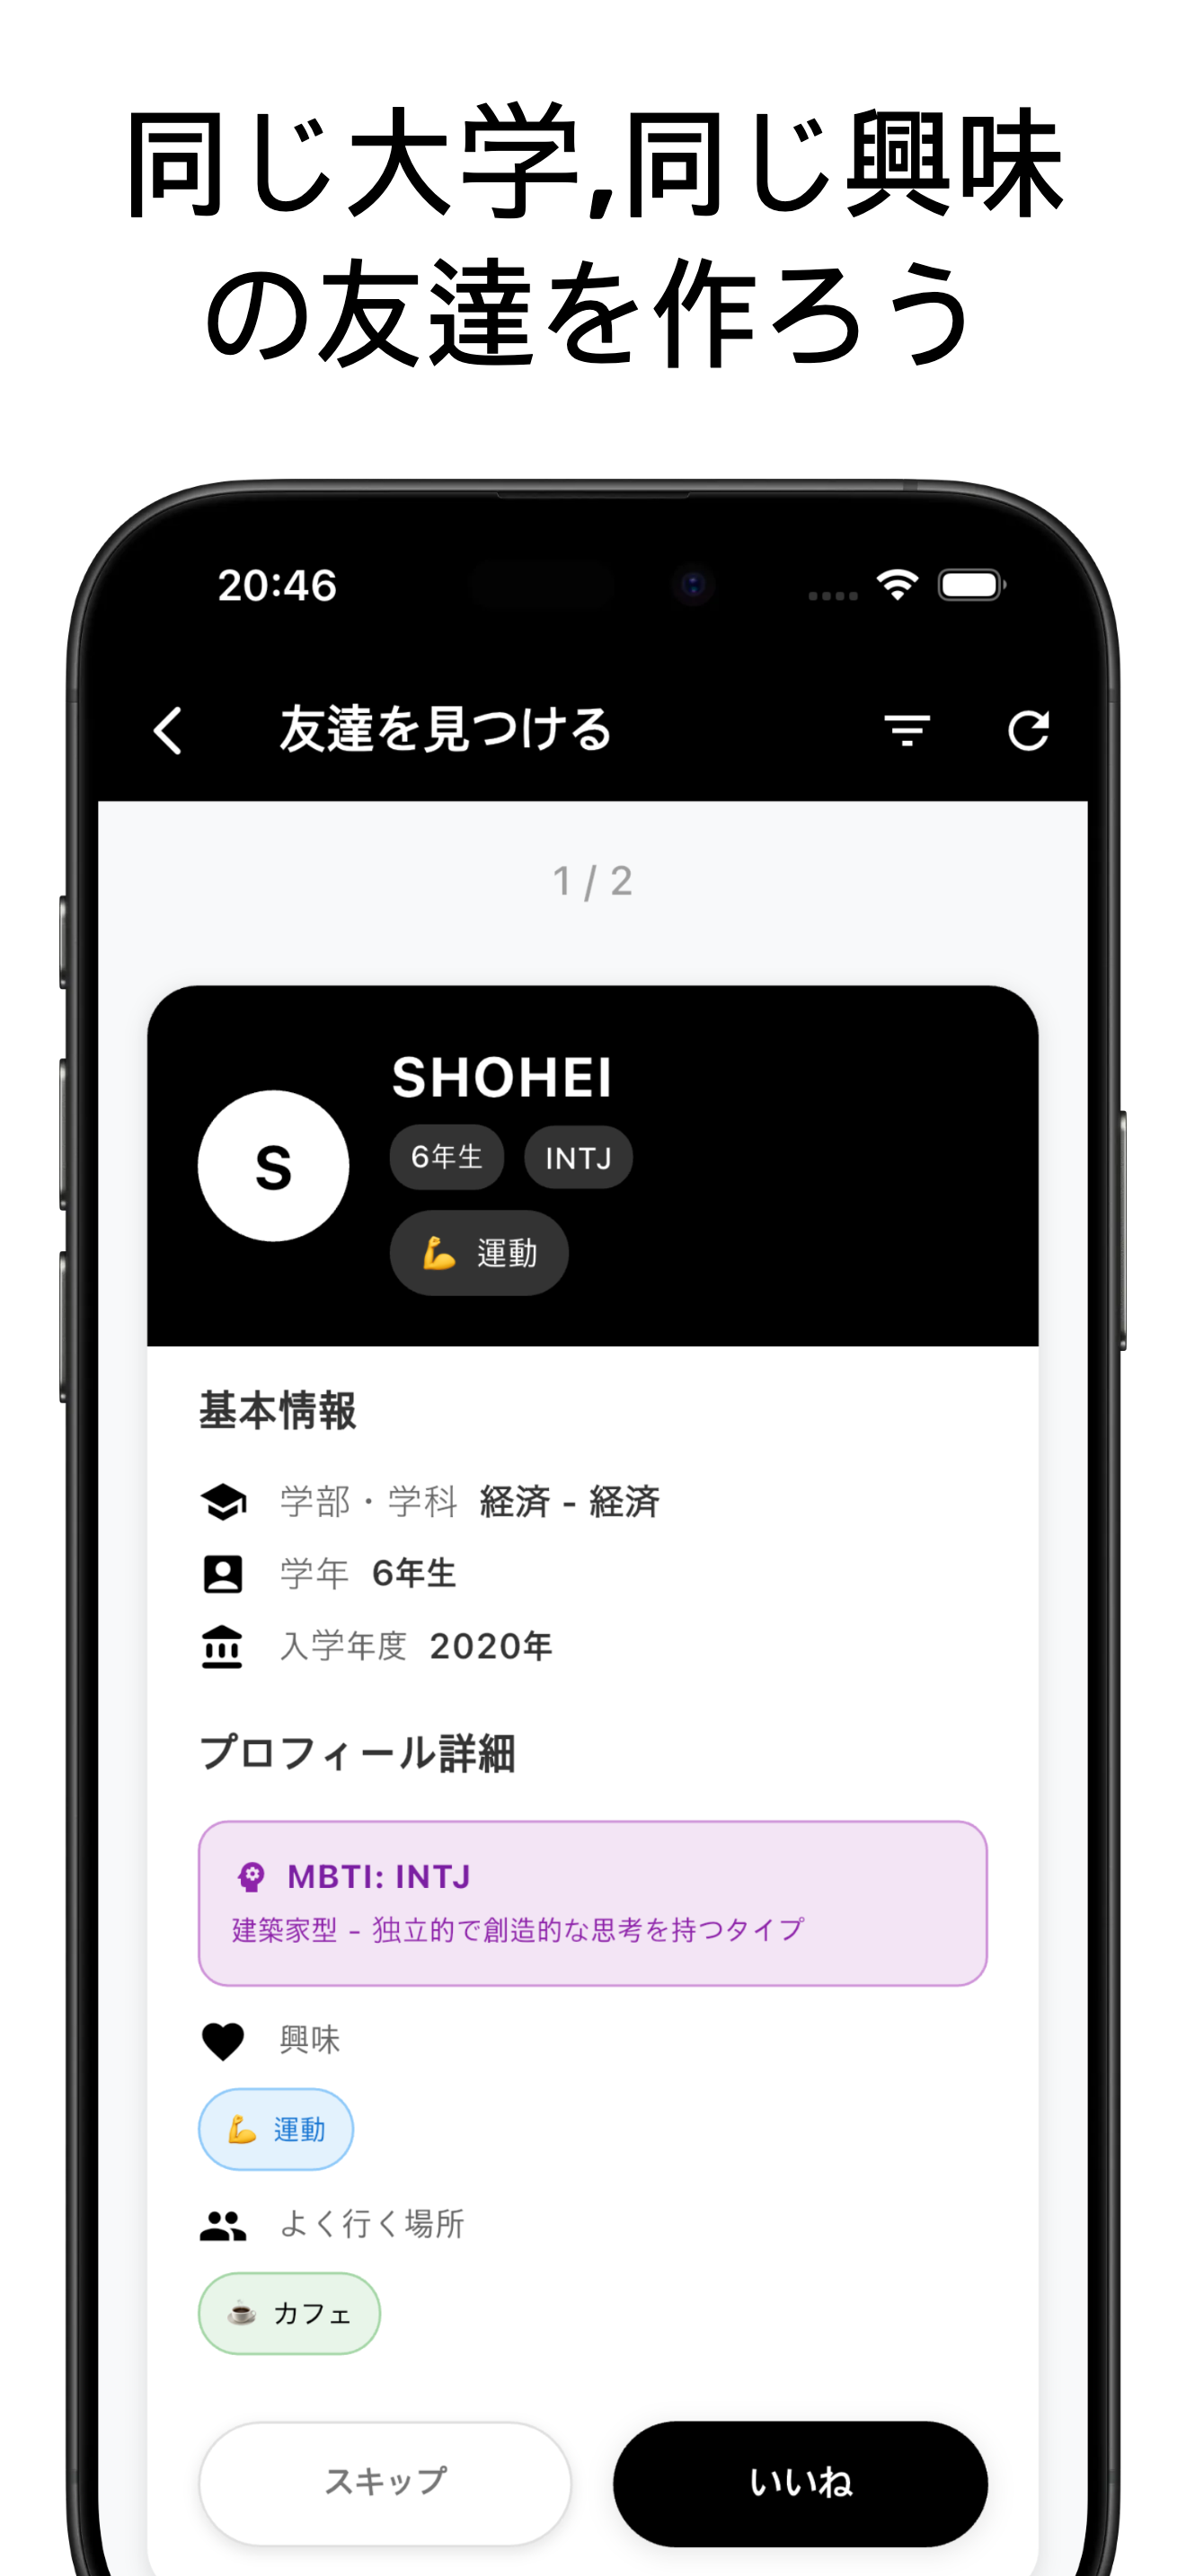 同じ大学,同じ興味
の友達を作ろう
20:46
友達を見つける
1 / 2
SHOHEI
S
6年生 INTJ
💪 運動
基本情報
学部・学科 経済 - 経済
学年 6年生
入学年度 2020年
プロフィール詳細
MBTI: INTJ
建築家型 - 独立的で創造的な思考を持つタイプ
興味
💪 運動
よく行く場所
☕ カフェ
スキップ いいね